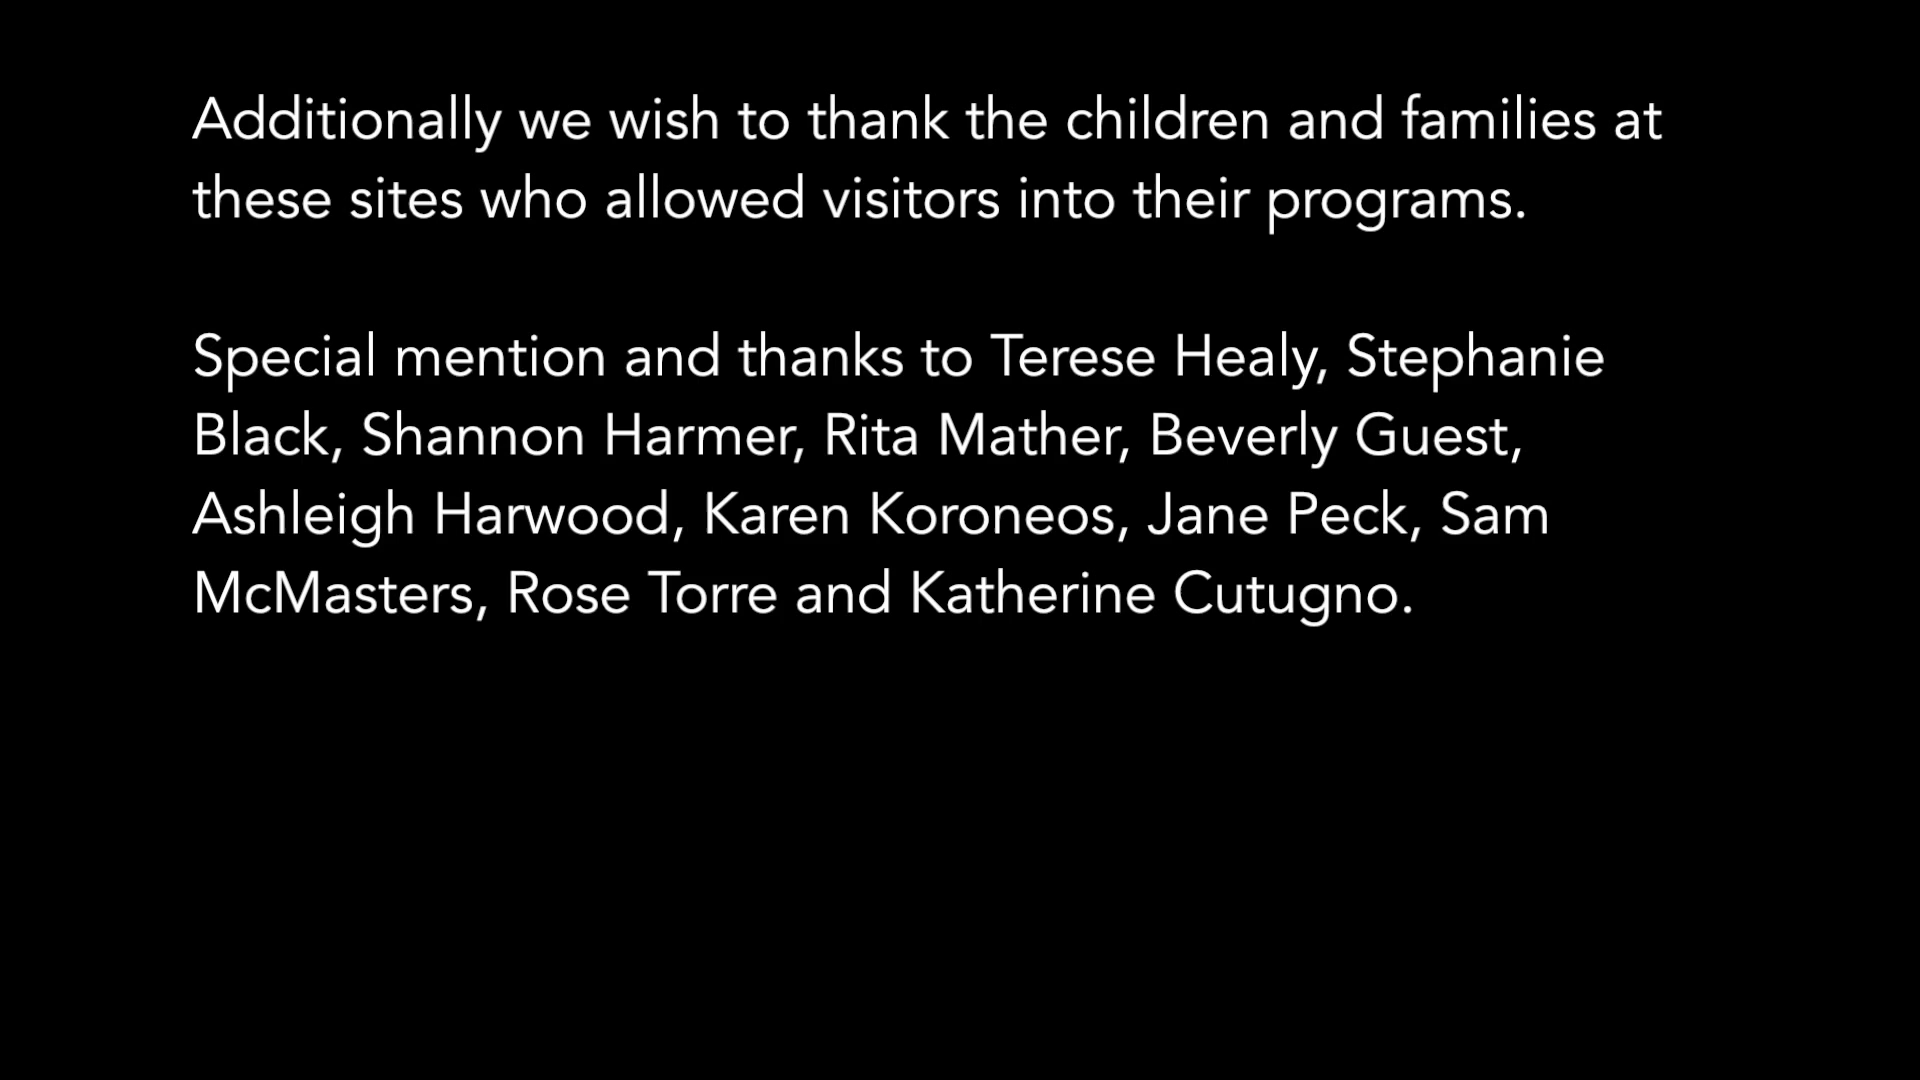 Additionally we wish to thank the children and families at
these sites who allowed visitors into their programs.
Special mention and thanks to Terese Healy, Stephanie
Black, Shannon Harmer, Rita Mather, Beverly Guest,
Ashleigh Harwood, Karen Koroneos, Jane Peck, Sam
McMasters, Rose Torre and Katherine Cutugno.